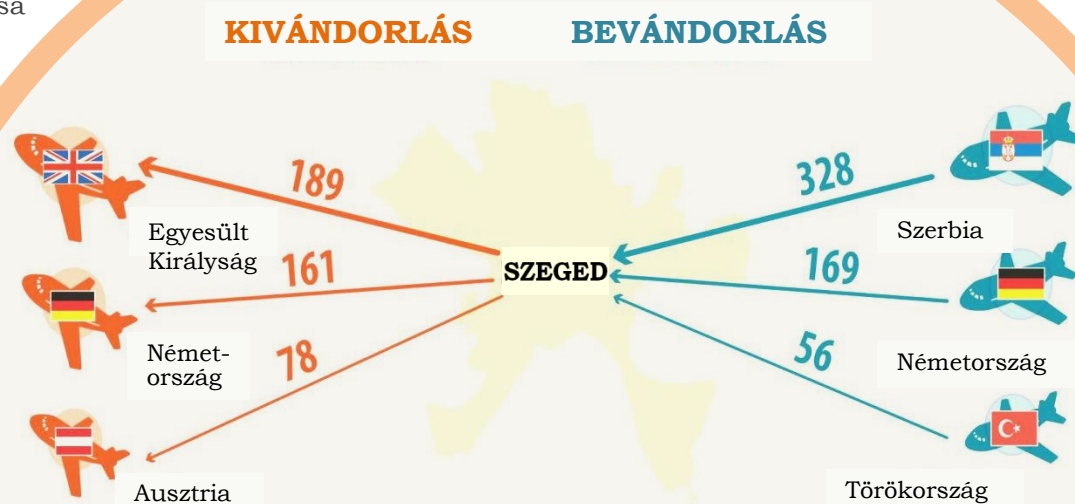 sa
KIVÁNDORLÁS BEVÁNDORLÁS
189
Egyesült
Királyság
161
Német-
ország
78
Ausztria
SZEGED
328
Szerbia
169
Németország
56
Törökország